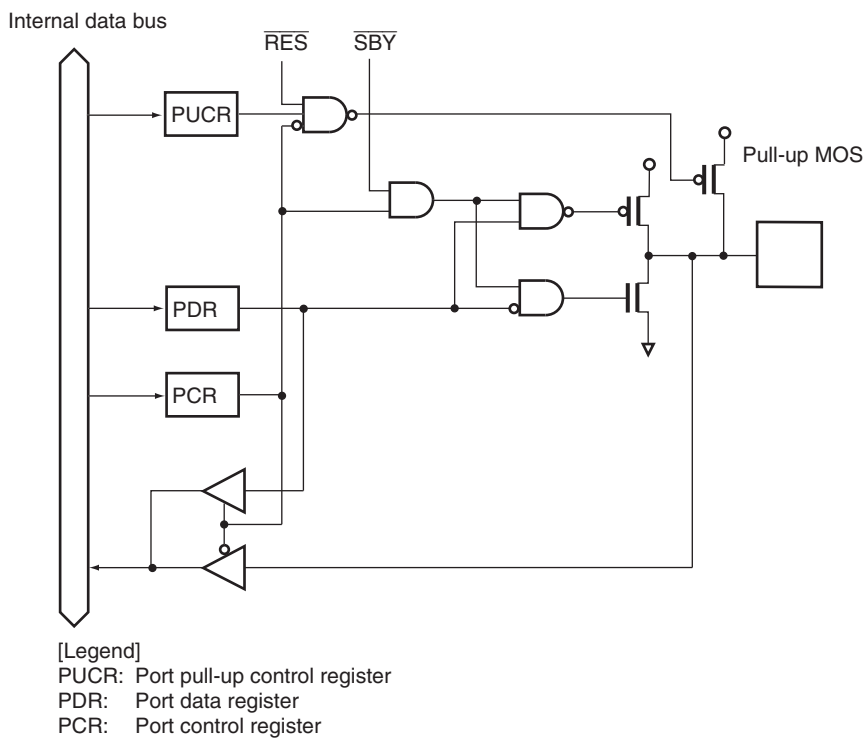 Internal data bus
RES
SBY
PUCR
Pull-up MOS
PDR
PCR
[Legend]
PUCR: Port pull-up control register
PDR: Port data register
PCR: Port control register